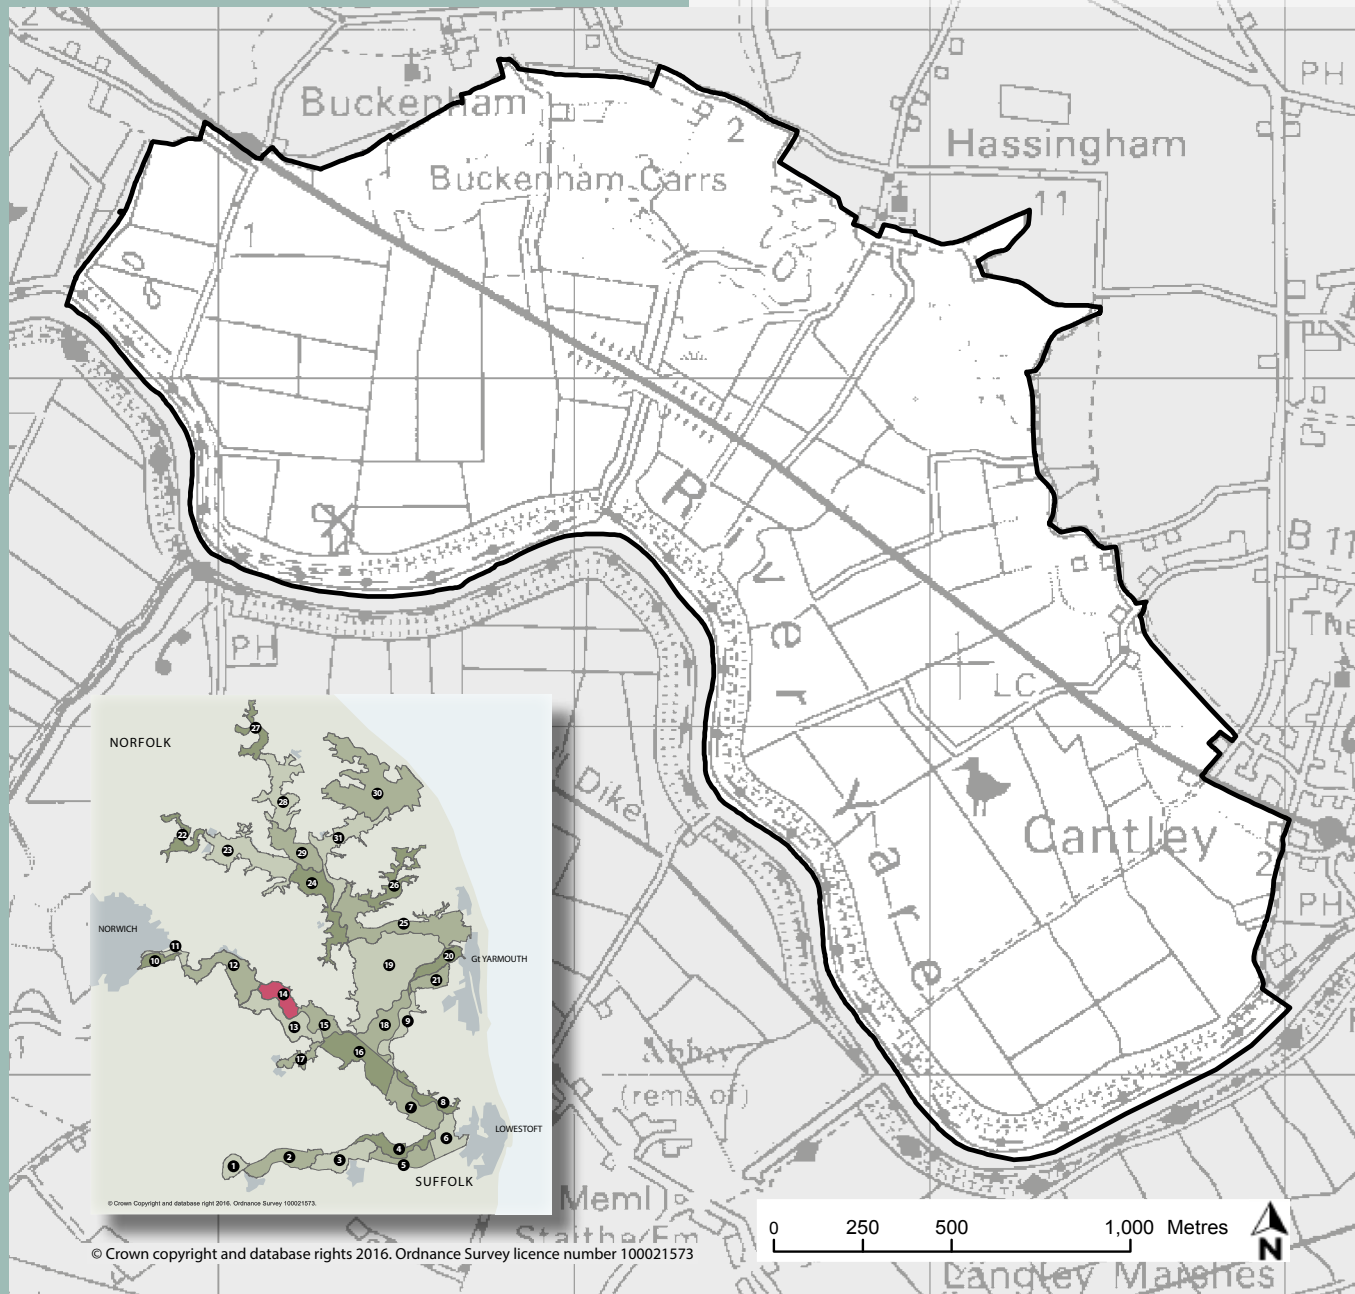 2
PH
Buckenham
2
Hassingham
Buckenham Carrs
11
1
River Yare
B 11
The
PH
LC
Dike
Cantley
2
PH
1
Abbey
(rems of)
Meml)
Staithe Fm
Langley Marshes
NORFOLK
27
30
28
22
31
23
29
24
26
NORWICH
25
11
10
12
20
Gt YARMOUTH
19
21
14
13
15
18
9
16
17
8
7
LOWESTOFT
6
4
2
3
1
5
SUFFOLK
© Crown Copyright and database right 2016. Ordnance Survey 100021573.
0 250 500 1,000 Metres
N
© Crown copyright and database rights 2016. Ordnance Survey licence number 100021573